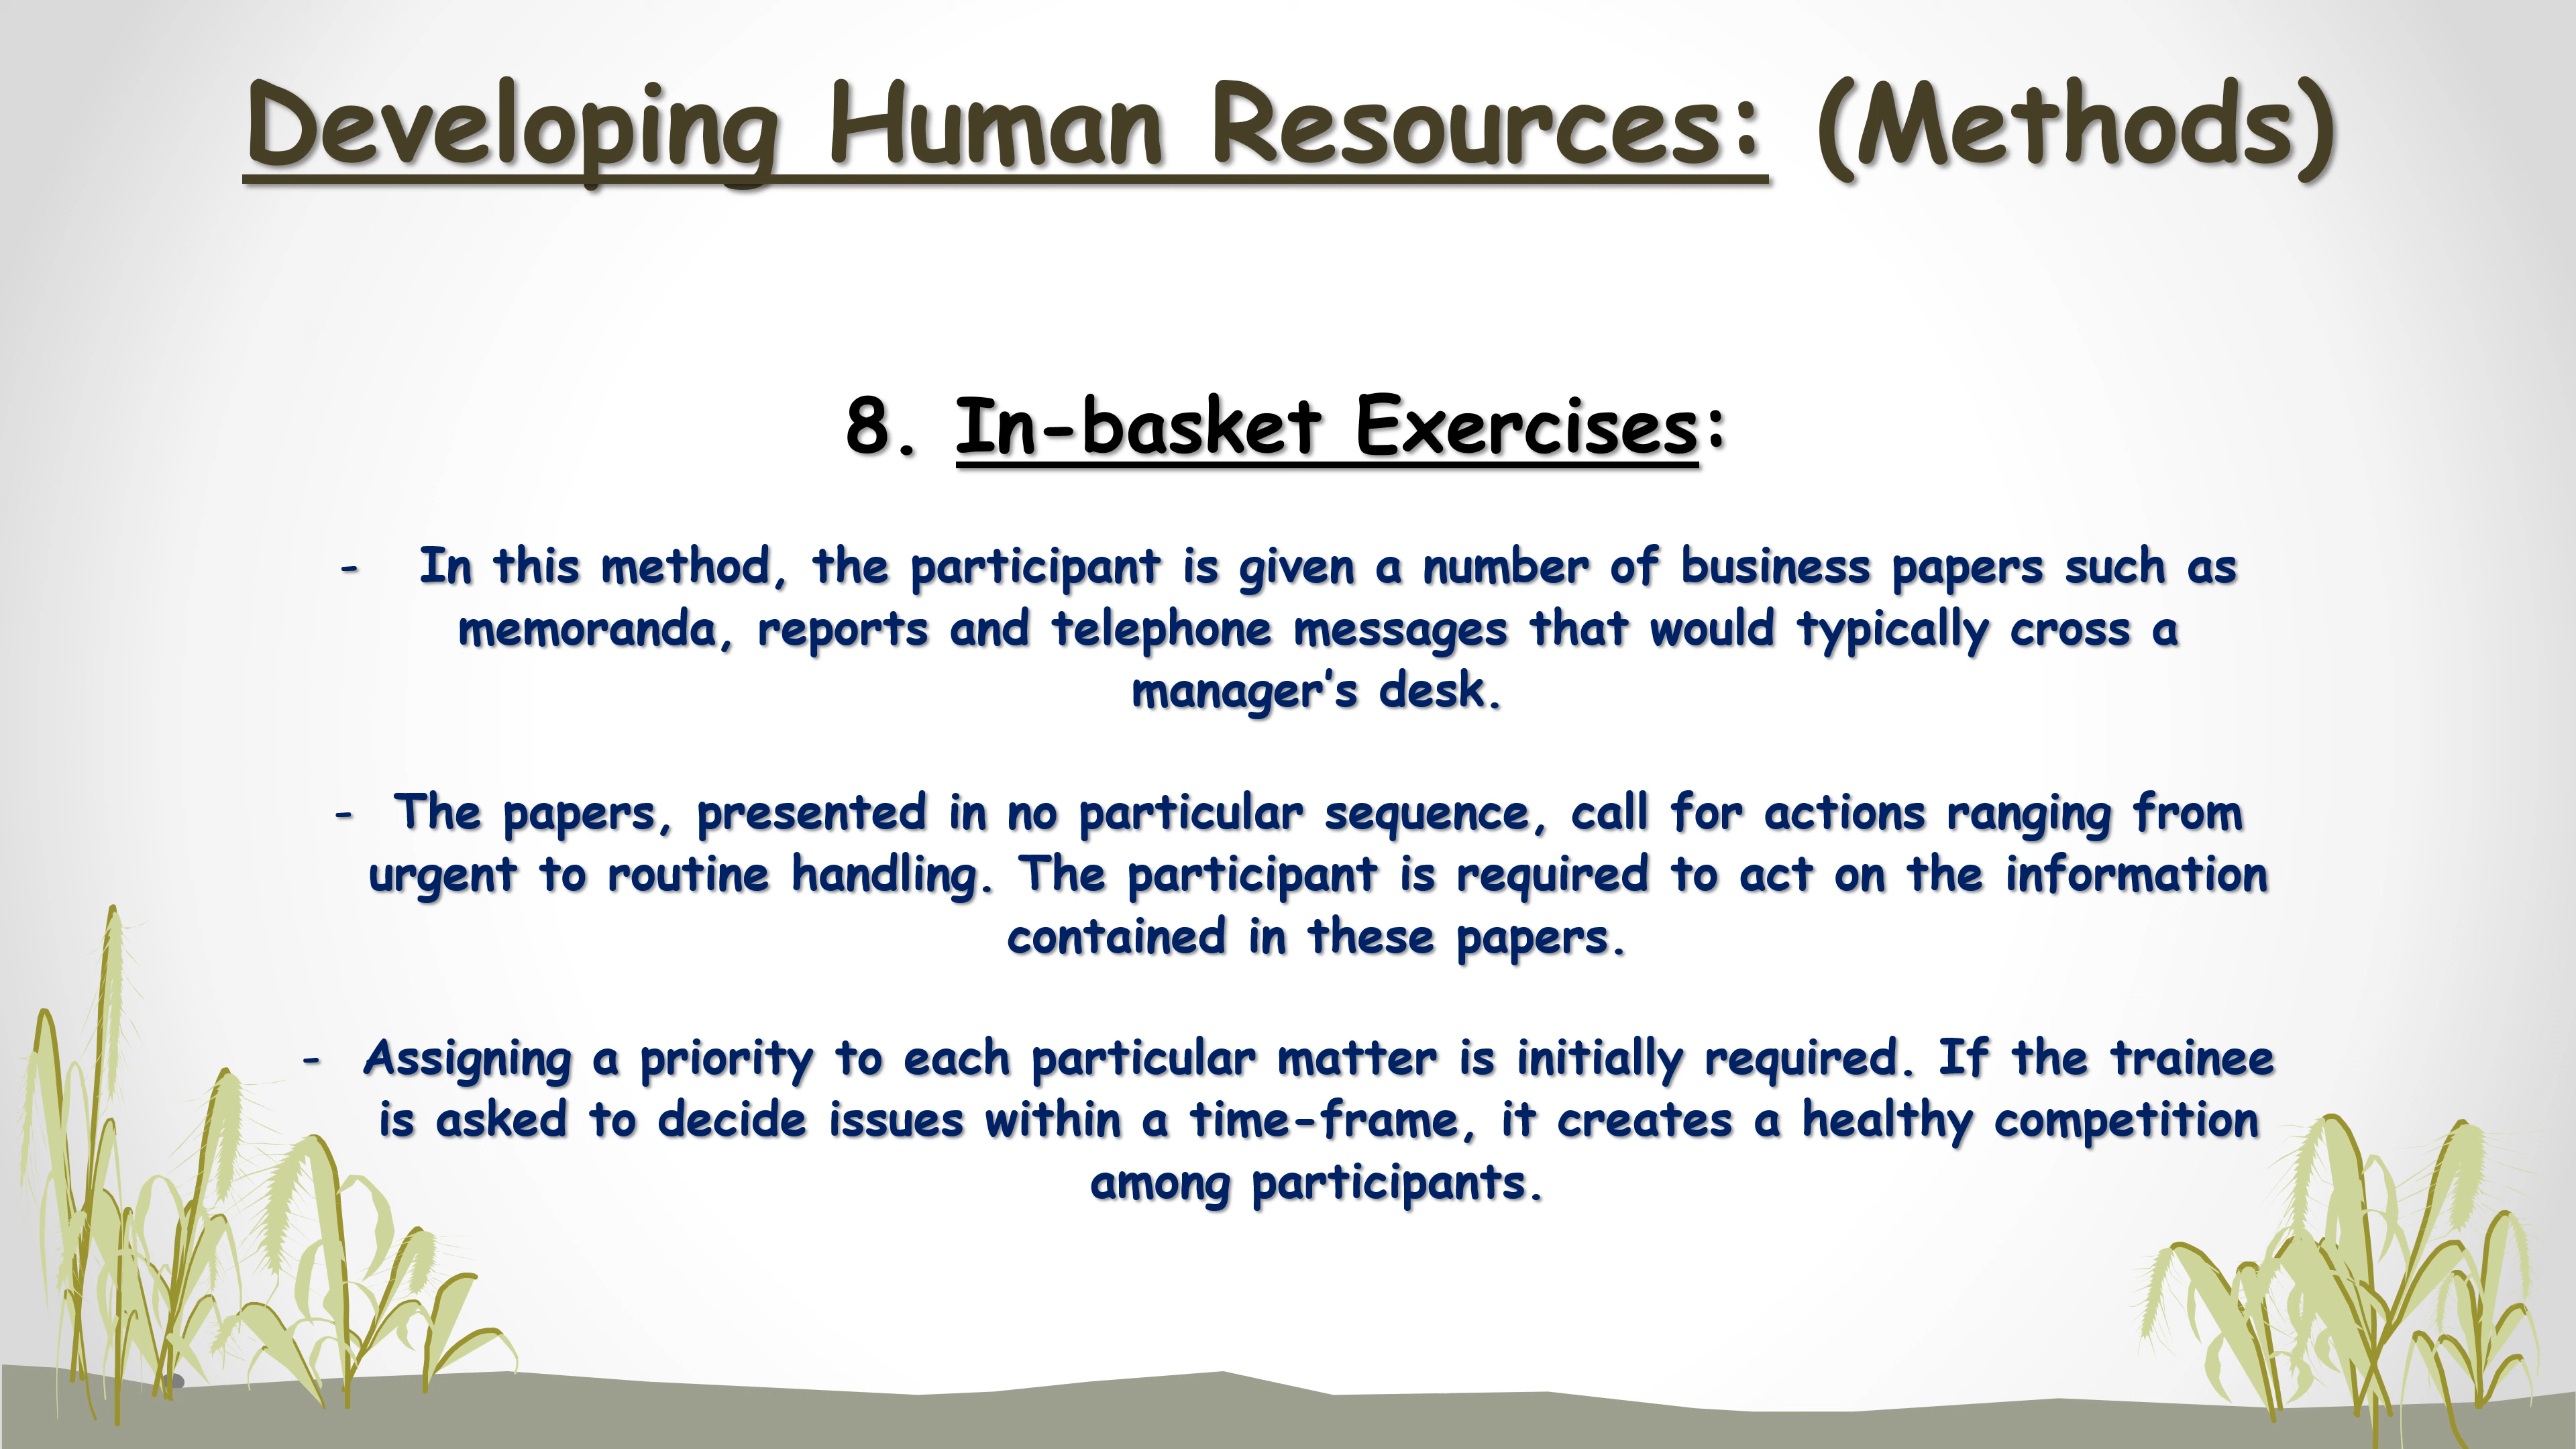 Developing Human Resources: (Methods)
8. In-basket Exercises:
- In this method, the participant is given a number of business papers such as
memoranda, reports and telephone messages that would typically cross a
manager’s desk.
- The papers, presented in no particular sequence, call for actions ranging from
urgent to routine handling. The participant is required to act on the information
contained in these papers.
- Assigning a priority to each particular matter is initially required. If the trainee
is asked to decide issues within a time-frame, it creates a healthy competition
among participants.